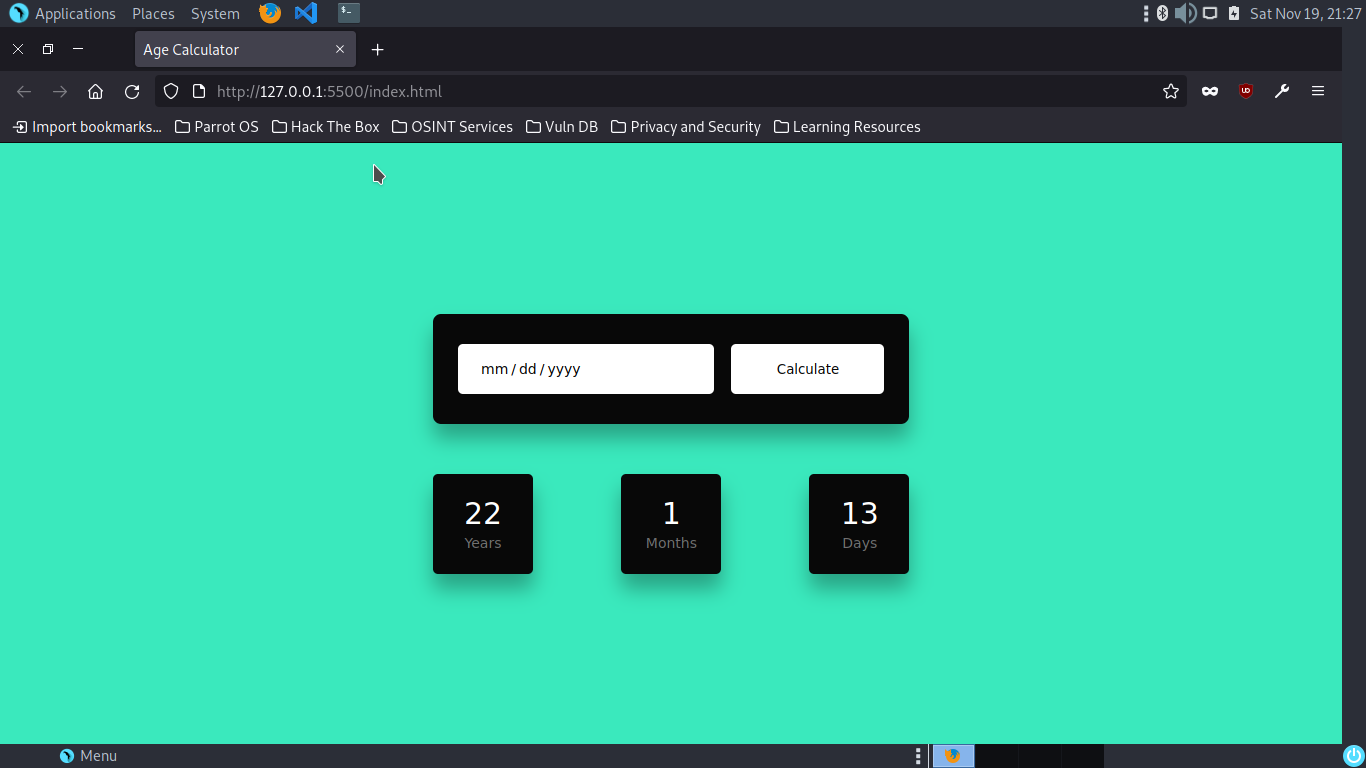 Applications Places System Sat Nov 19, 21:27
Age Calculator
http://127.0.0.1:5500/index.html
Import bookmarks... Parrot OS Hack The Box OSINT Services Vuln DB Privacy and Security Learning Resources
mm / dd / yyyy Calculate
22 1 13
Years Months Days
Menu